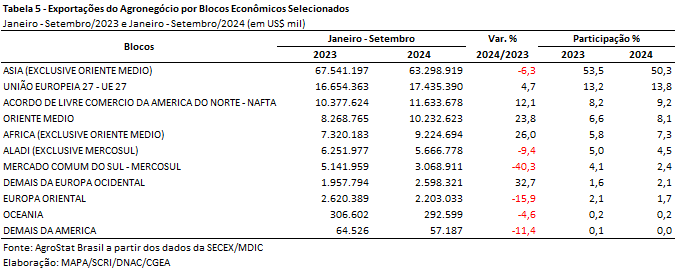 Tabela 5 - Exportações do Agronegócio por Blocos Econômicos Selecionados
Janeiro - Setembro/2023 e Janeiro - Setembro/2024 (em US$ mil)
Blocos Janeiro - Setembro Var. % Participação %
2023 2024 2024/2023 2023 2024
ASIA (EXCLUSIVE ORIENTE MEDIO) 67.541.197 63.298.919 -6,3 53,5 50,3
UNIÃO EUROPEIA 27 - UE 27 16.654.363 17.435.390 4,7 13,2 13,8
ACORDO DE LIVRE COMERCIO DA AMERICA DO NORTE - NAFTA 10.377.624 11.633.678 12,1 8,2 9,2
ORIENTE MEDIO 8.268.765 10.232.623 23,8 6,6 8,1
AFRICA (EXCLUSIVE ORIENTE MEDIO) 7.320.183 9.224.694 26,0 5,8 7,3
ALADI (EXCLUSIVE MERCOSUL) 6.251.977 5.666.778 -9,4 5,0 4,5
MERCADO COMUM DO SUL - MERCOSUL 5.141.959 3.068.911 -40,3 4,1 2,4
DEMAIS DA EUROPA OCIDENTAL 1.957.794 2.598.321 32,7 1,6 2,1
EUROPA ORIENTAL 2.620.389 2.203.033 -15,9 2,1 1,7
OCEANIA 306.602 292.599 -4,6 0,2 0,2
DEMAIS DA AMERICA 64.526 57.187 -11,4 0,1 0,0
Fonte: AgroStat Brasil a partir dos dados da SECEX/MDIC
Elaboração: MAPA/SCRI/DNAC/CGEA